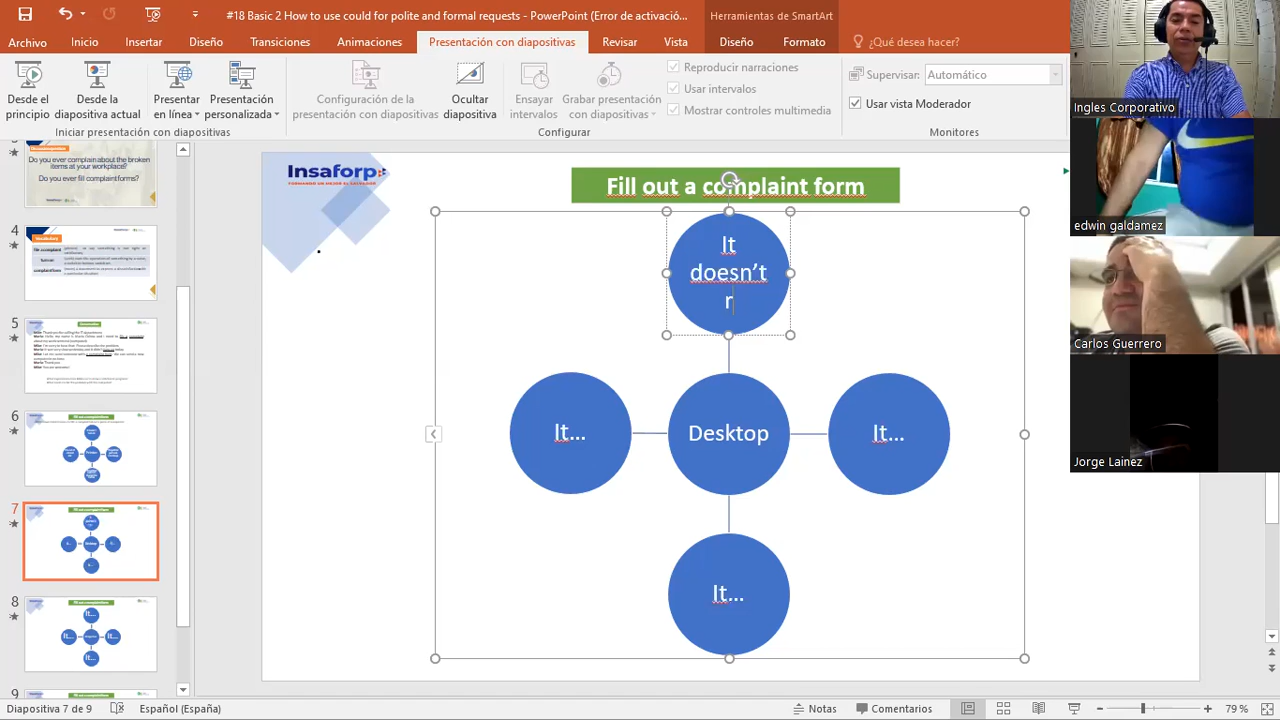 #18 Basic 2 How to use could for polite and formal requests - PowerPoint (Error de activació...
Herramientas de SmartArt
Archivo
Inicio
Insertar
Diseño
Transiciones
Animaciones
Presentación con diapositivas
Revisar
Vista
Diseño
Formato
¿Qué desea hacer?
Desde el principio
Desde la diapositiva actual
Presentar en línea
Presentación personalizada
Configuración de la presentación con diapositivas
Ocultar diapositiva
Ensayar intervalos
Grabar presentación con diapositivas
Reproducir narraciones
Usar intervalos
Mostrar controles multimedia
Supervisar:
Automático
Usar vista Moderador
Iniciar presentación con diapositivas
Configurar
Monitores
Do you ever complain about the broken
items at your workplace?
Do you ever fill complaint forms?
4
5
6
7
8
9
Insaforp
FORMANDO UN MEJOR EL SALVADOR
Fill out a complaint form
It
doesn't
r
It...
Desktop
It...
It...
Ingles Corporativo
edwin galdamez
Carlos Guerrero
Jorge Lainez
Diapositiva 7 de 9
Español (España)
Notas
Comentarios
79 %